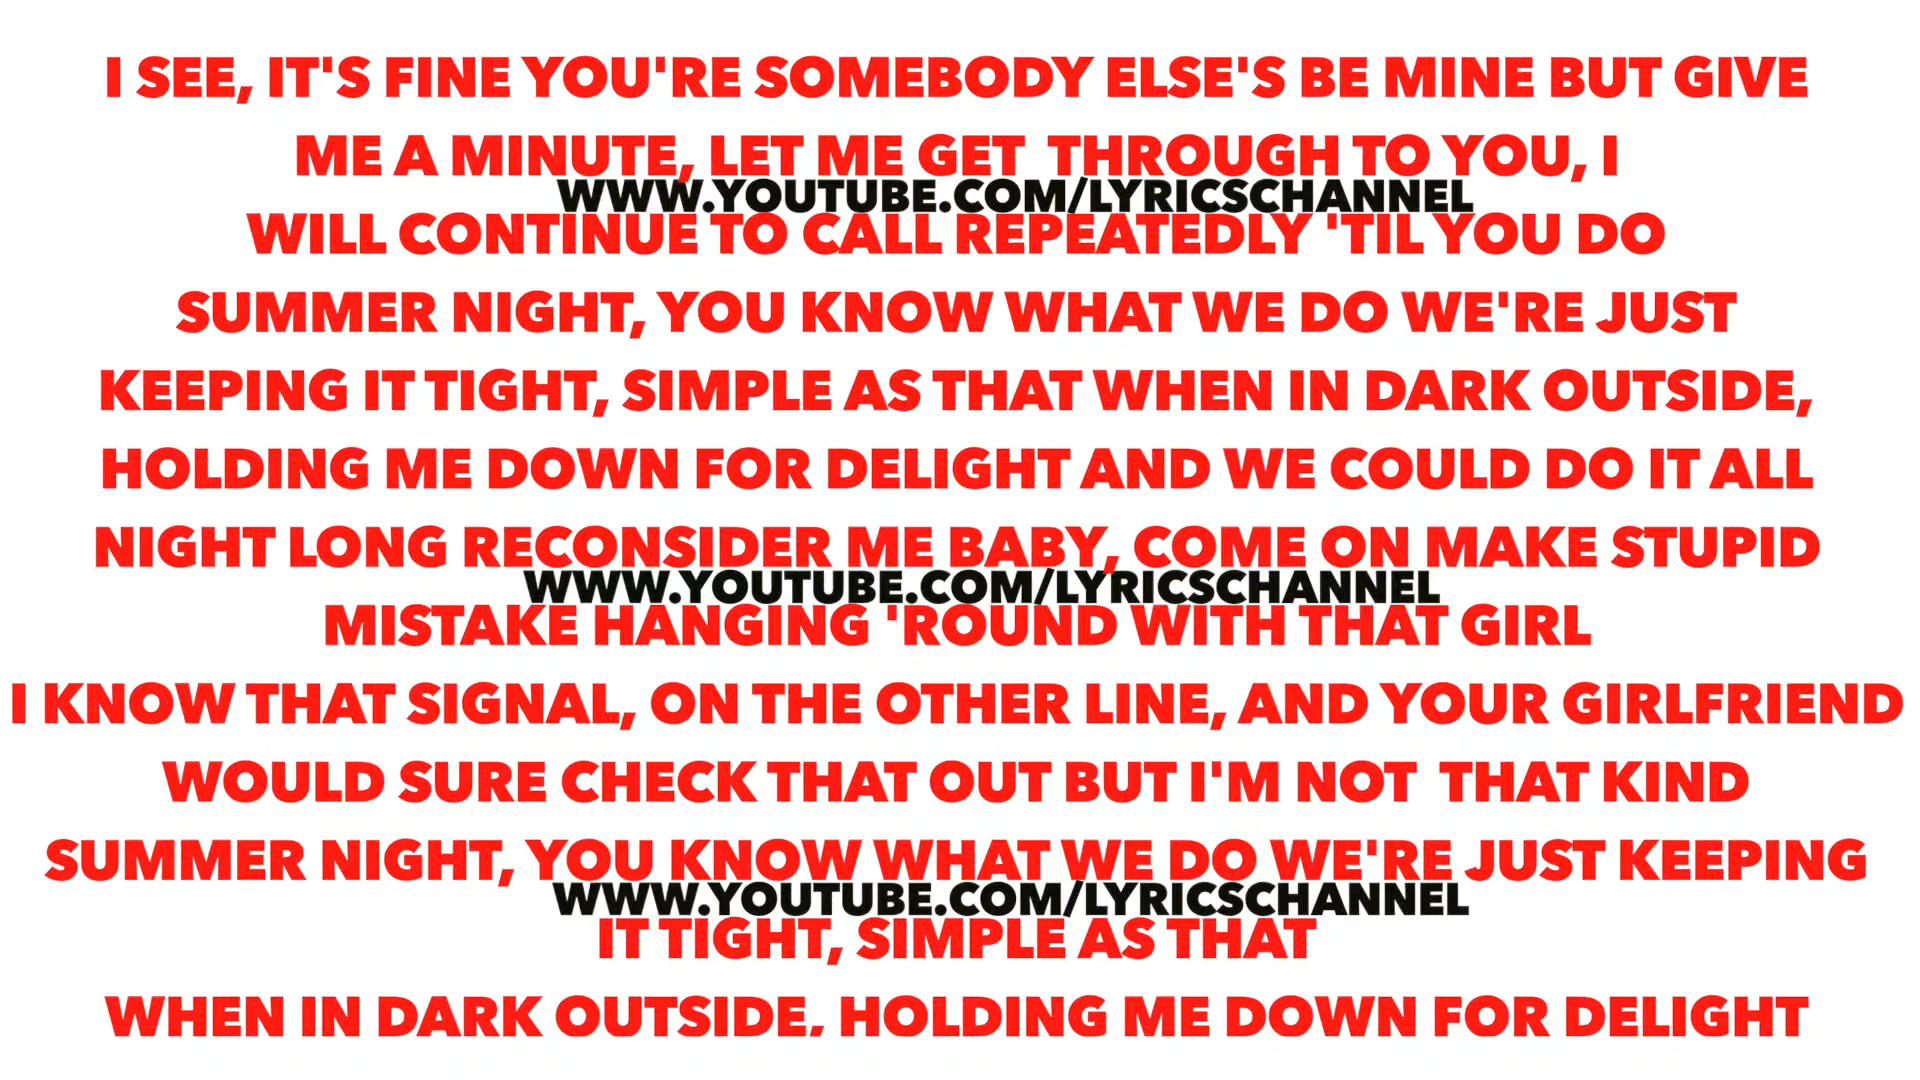 I SEE, IT'S FINE YOU'RE SOMEBODY ELSE'S BE MINE BUT GIVE
ME A MINUTE, LET ME GET THROUGH TO YOU, I
WWW.YOUTUBE.COM/LYRICSCHANNEL
WILL CONTINUE TO CALL REPEATEDLY 'TIL YOU DO
SUMMER NIGHT, YOU KNOW WHAT WE DO WE'RE JUST
KEEPING IT TIGHT, SIMPLE AS THAT WHEN IN DARK OUTSIDE,
HOLDING ME DOWN FOR DELIGHT AND WE COULD DO IT ALL
NIGHT LONG RECONSIDER ME BABY, COME ON MAKE STUPID
WWW.YOUTUBE.COM/LYRICSCHANNEL
MISTAKE HANGING 'ROUND WITH THAT GIRL
I KNOW THAT SIGNAL, ON THE OTHER LINE, AND YOUR GIRLFRIEND
WOULD SURE CHECK THAT OUT BUT I'M NOT THAT KIND
SUMMER NIGHT, YOU KNOW WHAT WE DO WE'RE JUST KEEPING
WWW.YOUTUBE.COM/LYRICSCHANNEL
IT TIGHT, SIMPLE AS THAT
WHEN IN DARK OUTSIDE, HOLDING ME DOWN FOR DELIGHT